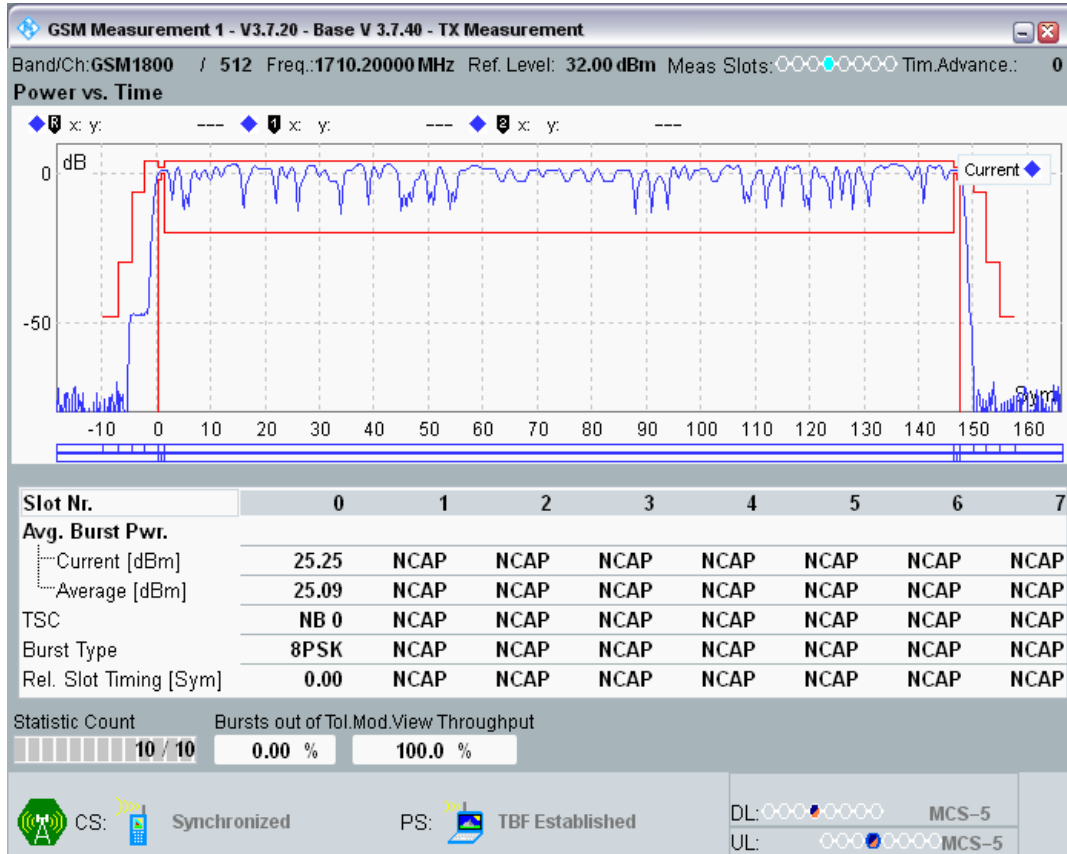 GSM Measurement 1 - V3.7.20 - Base V 3.7.40 - TX Measurement
Band/Ch:GSM1800 / 512 Freq.:1710.20000 MHz Ref. Level: 32.00 dBm Meas Slots: Tim.Advance.: 0
Power vs. Time
R x: y: --- 1 x: y: --- 2 x: y: ---
dB
Current
0
-50
Sym
-10 0 10 20 30 40 50 60 70 80 90 100 110 120 130 140 150 160
Slot Nr. 0 1 2 3 4 5 6 7
Avg. Burst Pwr.
Current [dBm] 25.25 NCAP NCAP NCAP NCAP NCAP NCAP NCAP
Average [dBm] 25.09 NCAP NCAP NCAP NCAP NCAP NCAP NCAP
TSC NB 0 NCAP NCAP NCAP NCAP NCAP NCAP NCAP
Burst Type 8PSK NCAP NCAP NCAP NCAP NCAP NCAP NCAP
Rel. Slot Timing [Sym] 0.00 NCAP NCAP NCAP NCAP NCAP NCAP NCAP
Statistic Count Bursts out of Tol.Mod.View Throughput
10 / 10 0.00 % 100.0 %
CS: Synchronized PS: TBF Established
DL: MCS-5
UL: MCS-5